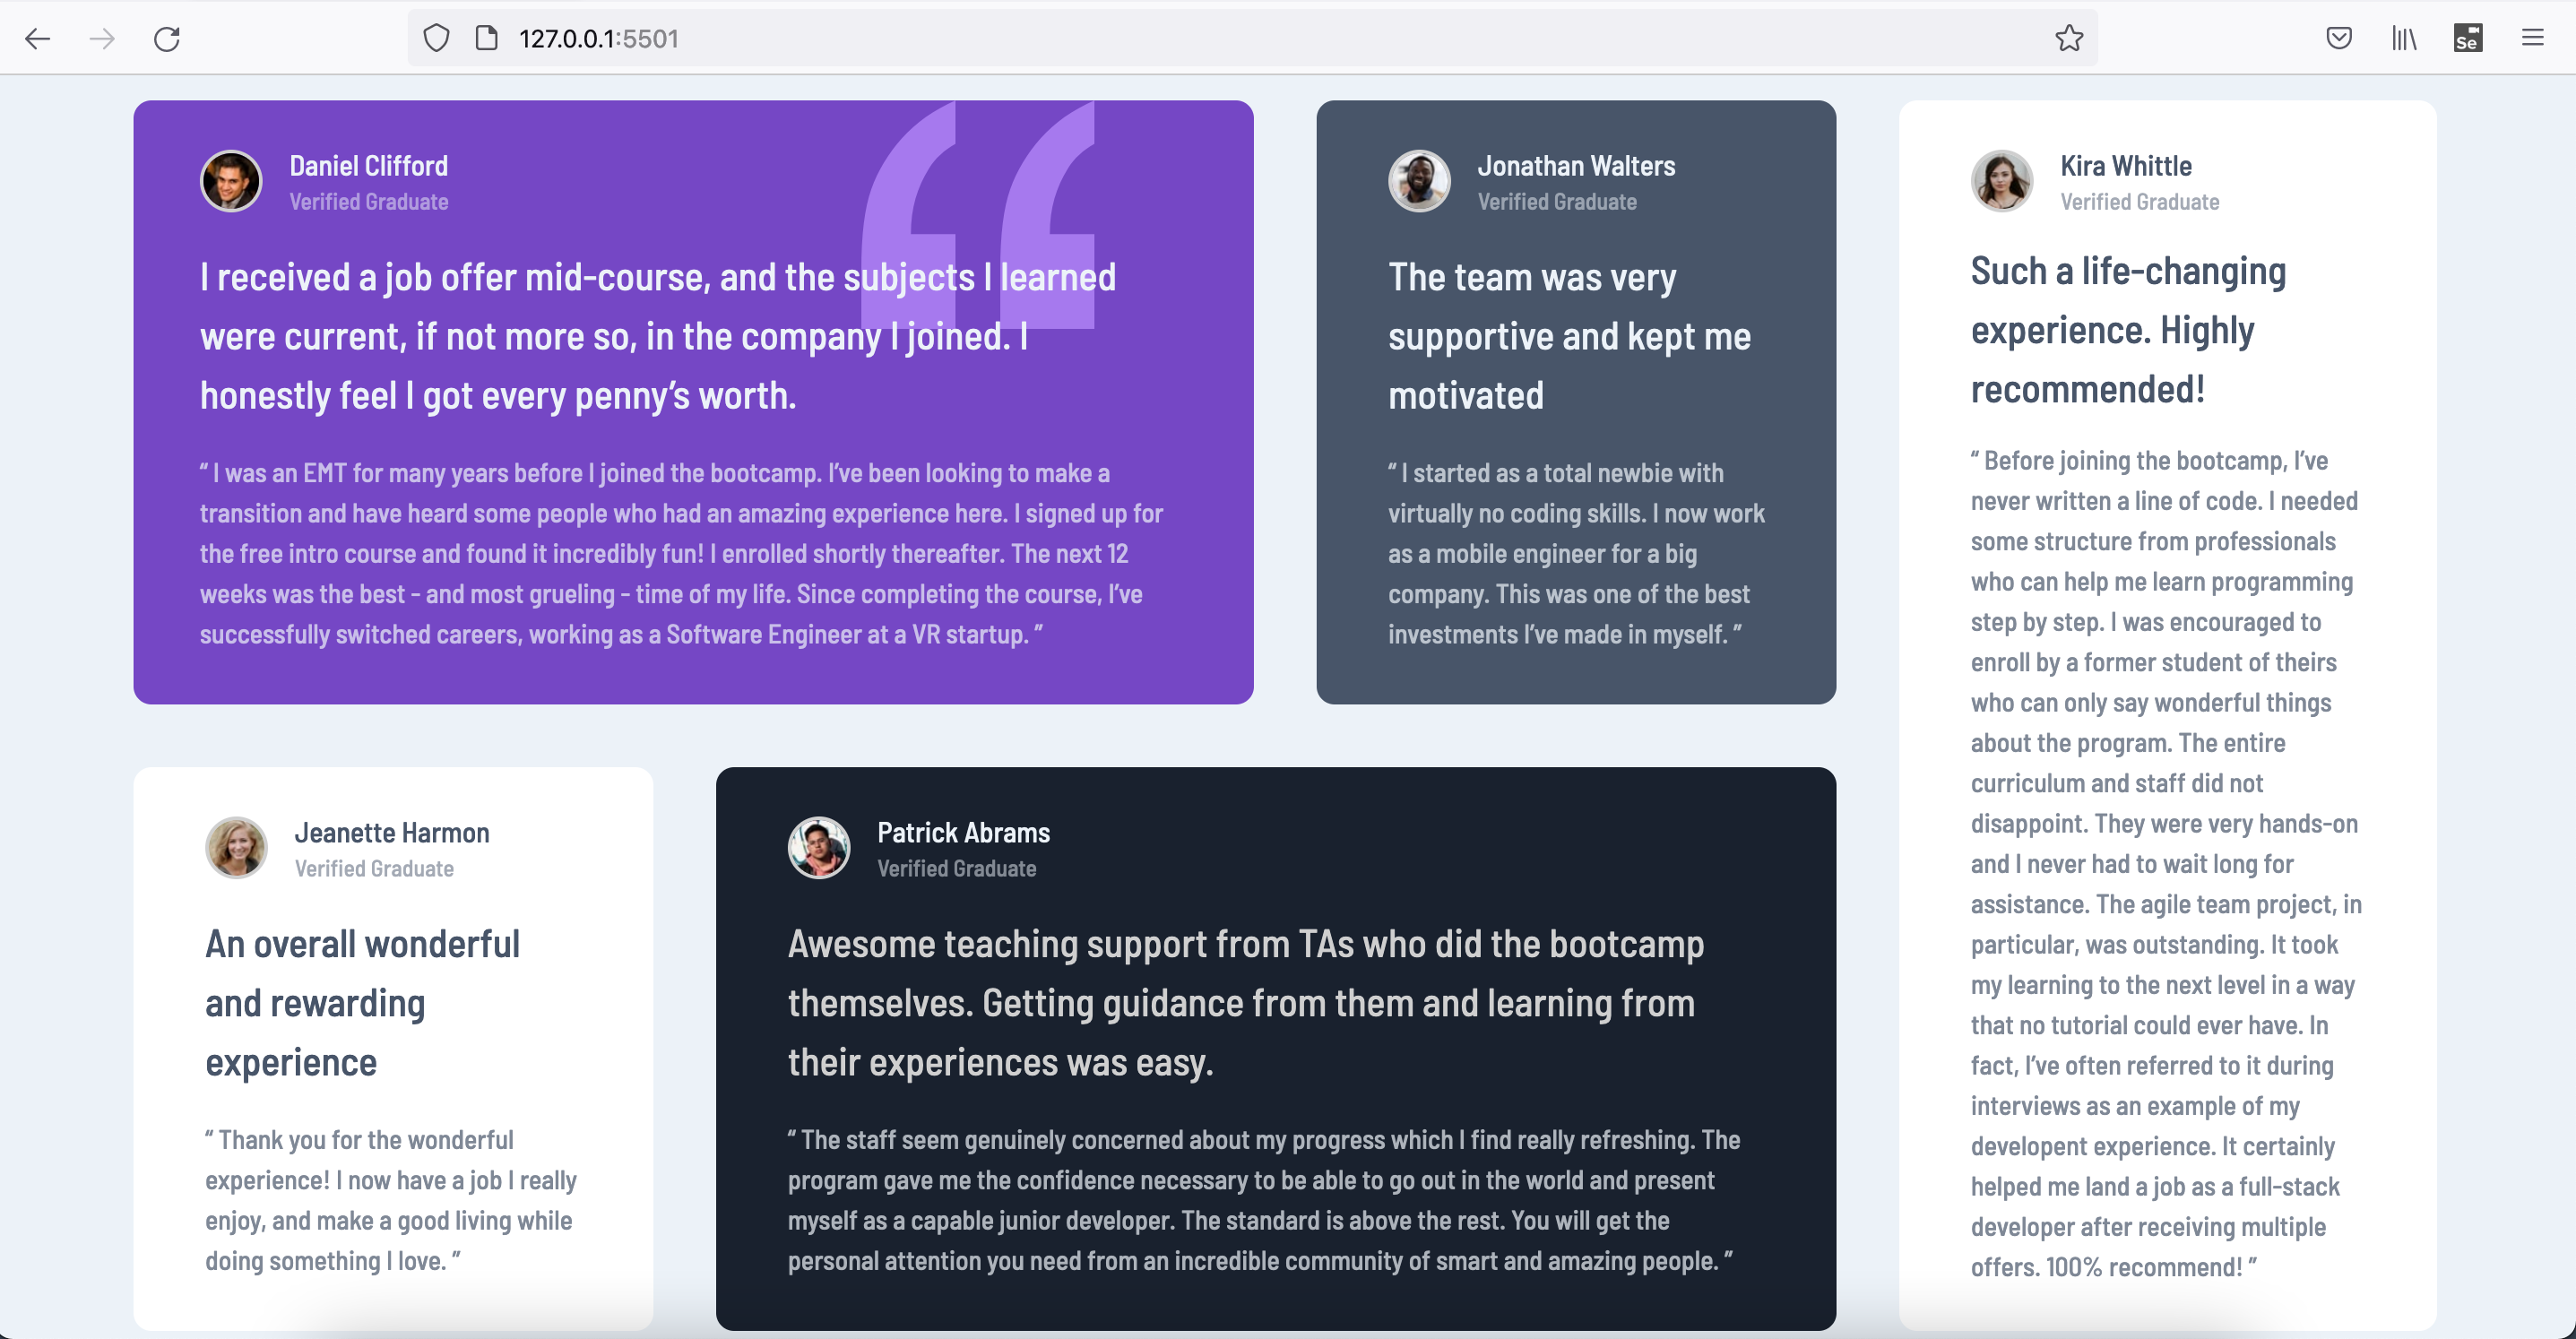 127.0.0.1:5501
Se
Daniel Clifford
Verified Graduate
I received a job offer mid-course, and the subjects I learned
were current, if not more so, in the company I joined. I
honestly feel I got every penny’s worth.
“ I was an EMT for many years before I joined the bootcamp. I’ve been looking to make a
transition and have heard some people who had an amazing experience here. I signed up for
the free intro course and found it incredibly fun! I enrolled shortly thereafter. The next 12
weeks was the best - and most grueling - time of my life. Since completing the course, I’ve
successfully switched careers, working as a Software Engineer at a VR startup. ”
Jonathan Walters
Verified Graduate
The team was very
supportive and kept me
motivated
“ I started as a total newbie with
virtually no coding skills. I now work
as a mobile engineer for a big
company. This was one of the best
investments I’ve made in myself. ”
Kira Whittle
Verified Graduate
Such a life-changing
experience. Highly
recommended!
“ Before joining the bootcamp, I’ve
never written a line of code. I needed
some structure from professionals
who can help me learn programming
step by step. I was encouraged to
enroll by a former student of theirs
who can only say wonderful things
about the program. The entire
curriculum and staff did not
disappoint. They were very hands-on
and I never had to wait long for
assistance. The agile team project, in
particular, was outstanding. It took
my learning to the next level in a way
that no tutorial could ever have. In
fact, I’ve often referred to it during
interviews as an example of my
developent experience. It certainly
helped me land a job as a full-stack
developer after receiving multiple
offers. 100% recommend! ”
Jeanette Harmon
Verified Graduate
An overall wonderful
and rewarding
experience
“ Thank you for the wonderful
experience! I now have a job I really
enjoy, and make a good living while
doing something I love. ”
Patrick Abrams
Verified Graduate
Awesome teaching support from TAs who did the bootcamp
themselves. Getting guidance from them and learning from
their experiences was easy.
“ The staff seem genuinely concerned about my progress which I find really refreshing. The
program gave me the confidence necessary to be able to go out in the world and present
myself as a capable junior developer. The standard is above the rest. You will get the
personal attention you need from an incredible community of smart and amazing people. ”